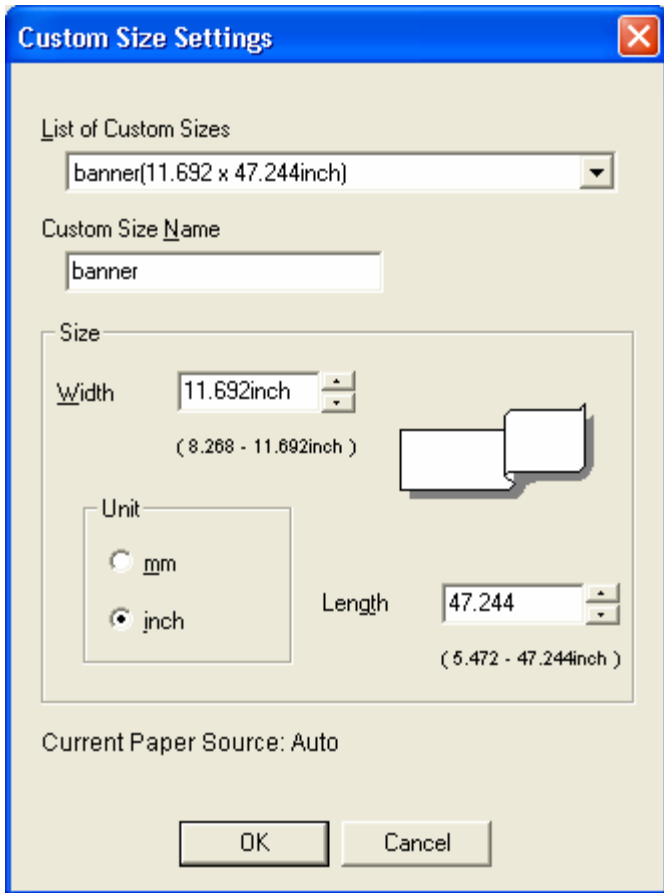 Custom Size Settings
List of Custom Sizes
banner(11.692 x 47.244inch)
Custom Size Name
banner
Size
Width 11.692inch
( 8.268 - 11.692inch )
Unit
mm
inch
Length 47.244
( 5.472 - 47.244inch )
Current Paper Source: Auto
OK Cancel